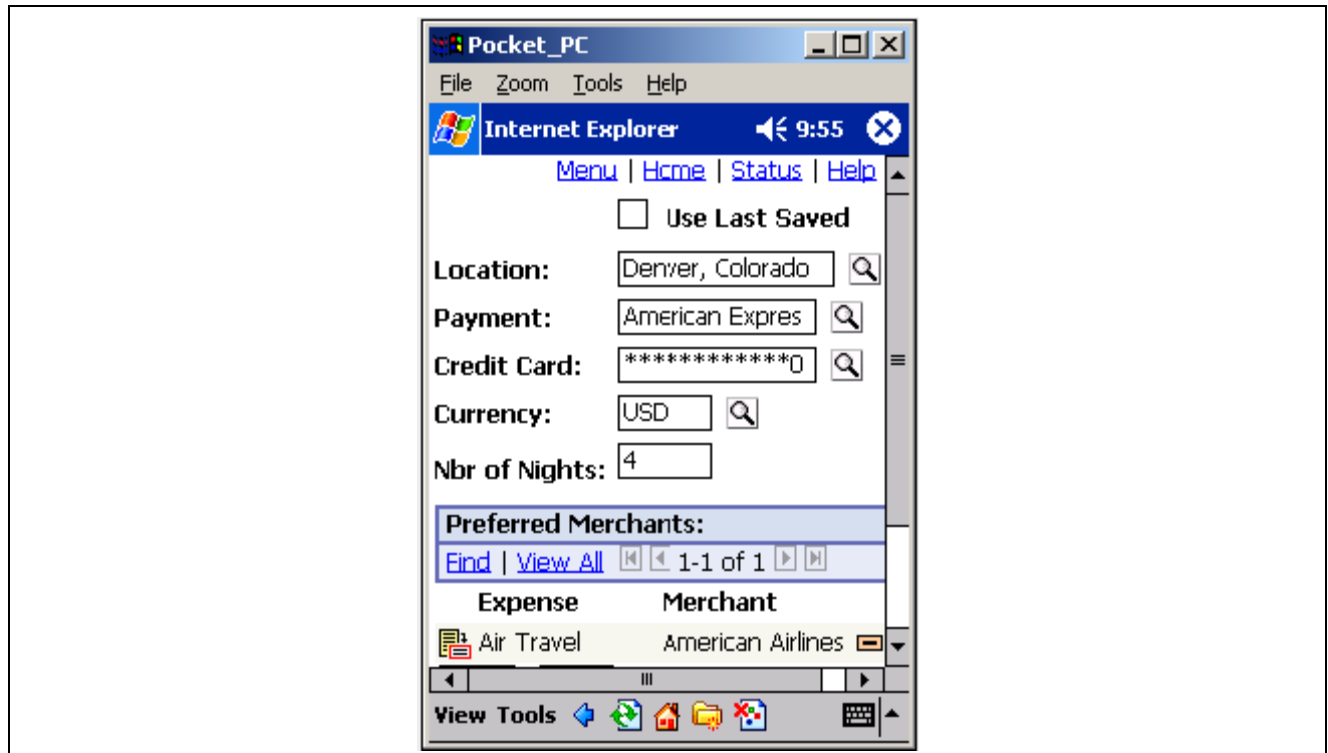 Pocket_PC
File Zoom Tools Help
Internet Explorer 9:55
Menu | Home | Status | Help
Use Last Saved
Location: Denver, Colorado
Payment: American Expres
Credit Card: ************0
Currency: USD
Nbr of Nights: 4
Preferred Merchants:
Find | View All 1-1 of 1
Expense Merchant
Air Travel American Airlines
View Tools